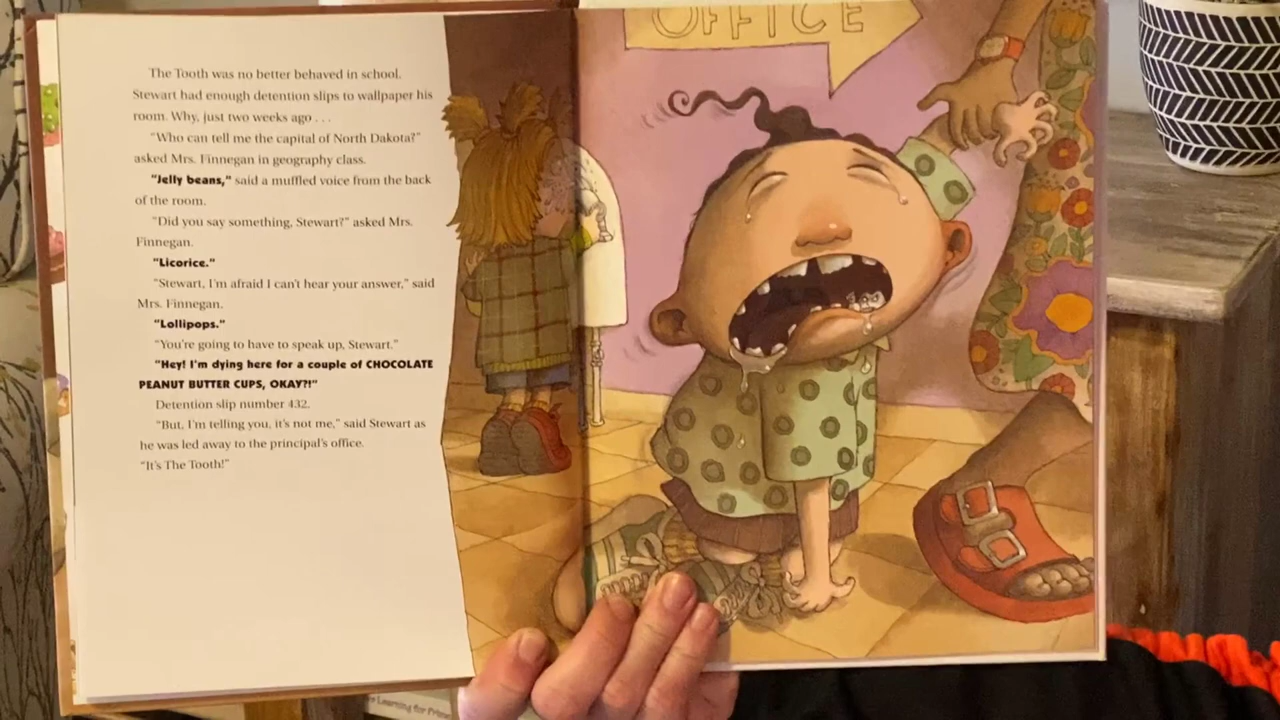 The Tooth was no better behaved in school.
Stewart had enough detention slips to wallpaper his
room. Why, just two weeks ago . . .
"Who can tell me the capital of North Dakota?"
asked Mrs. Finnegan in geography class.
"Jelly beans," said a muffled voice from the back
of the room.
"Did you say something, Stewart?" asked Mrs.
Finnegan.
"Licorice."
"Stewart, I'm afraid I can't hear your answer," said
Mrs. Finnegan.
"Lollipops."
"You're going to have to speak up, Stewart."
"Hey! I'm dying here for a couple of CHOCOLATE
PEANUT BUTTER CUPS, OKAY?!"
Detention slip number 432.
"But, I'm telling you, it's not me," said Stewart as
he was led away to the principal's office.
"It's The Tooth!"
OFFICE
Learning for